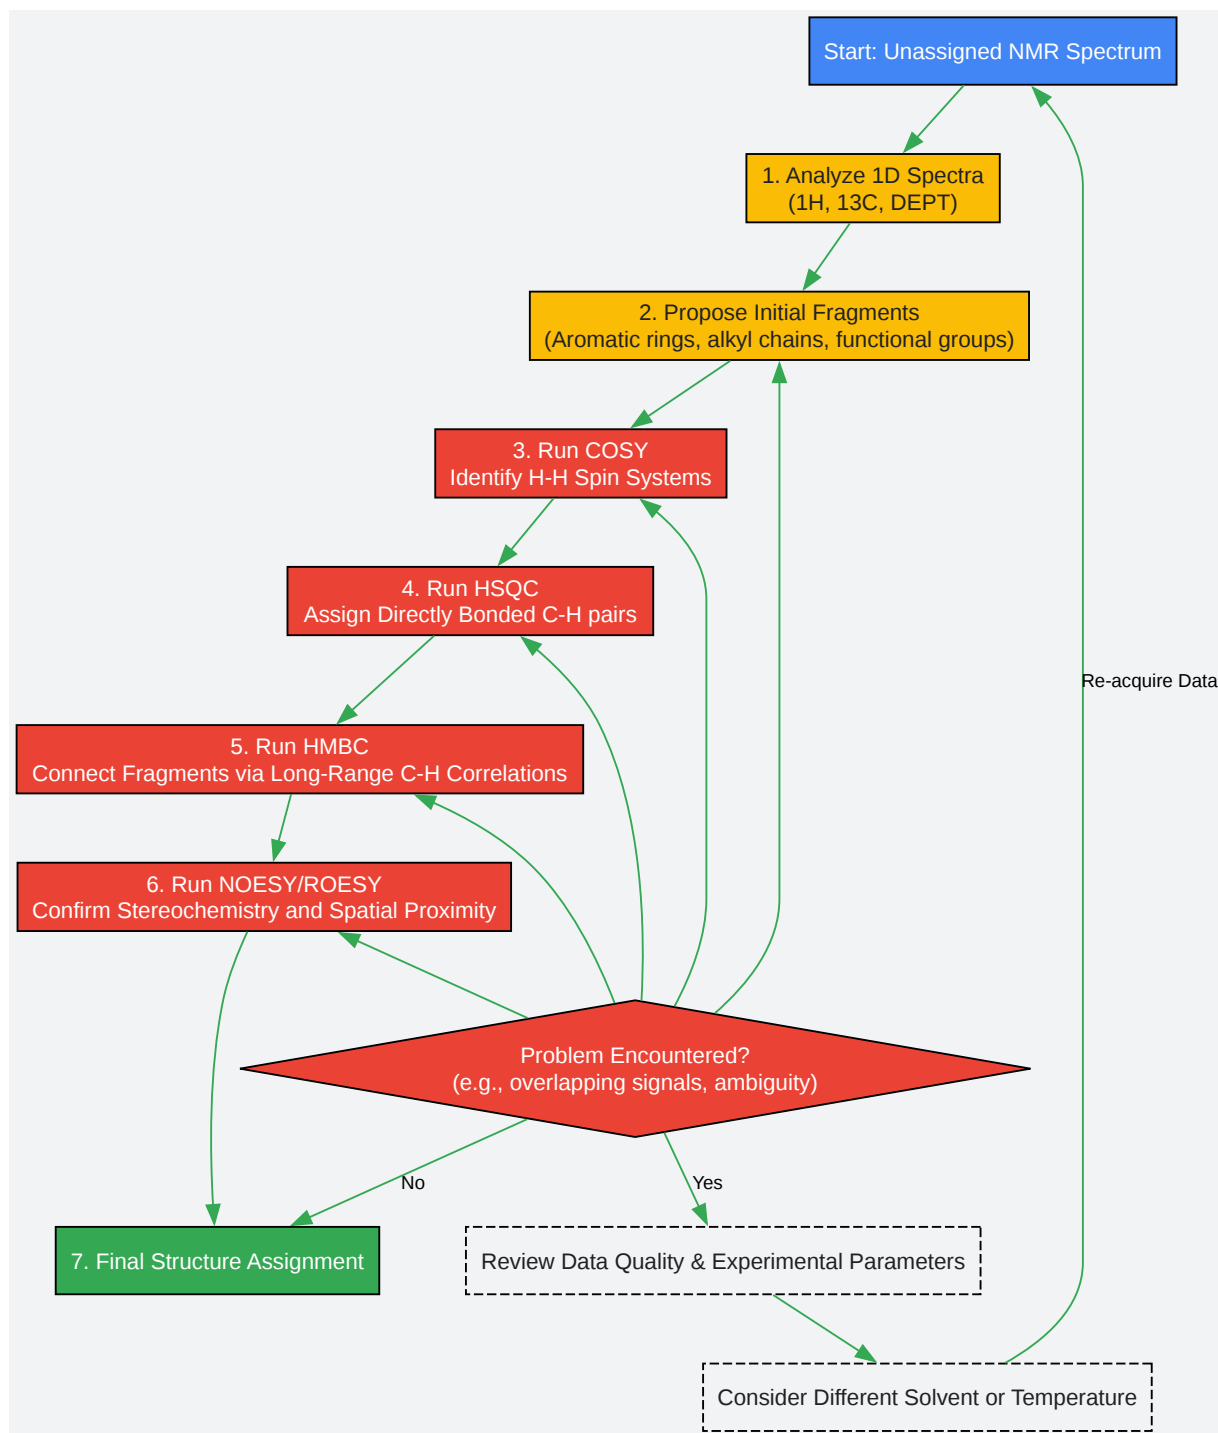 Start: Unassigned NMR Spectrum
1. Analyze 1D Spectra
(1H, 13C, DEPT)
2. Propose Initial Fragments
(Aromatic rings, alkyl chains, functional groups)
3. Run COSY
Identify H-H Spin Systems
4. Run HSQC
Assign Directly Bonded C-H pairs
Re-acquire Data
5. Run HMBC
Connect Fragments via Long-Range C-H Correlations
6. Run NOESY/ROESY
Confirm Stereochemistry and Spatial Proximity
Problem Encountered?
(e.g., overlapping signals, ambiguity)
No
Yes
7. Final Structure Assignment
Review Data Quality & Experimental Parameters
Consider Different Solvent or Temperature